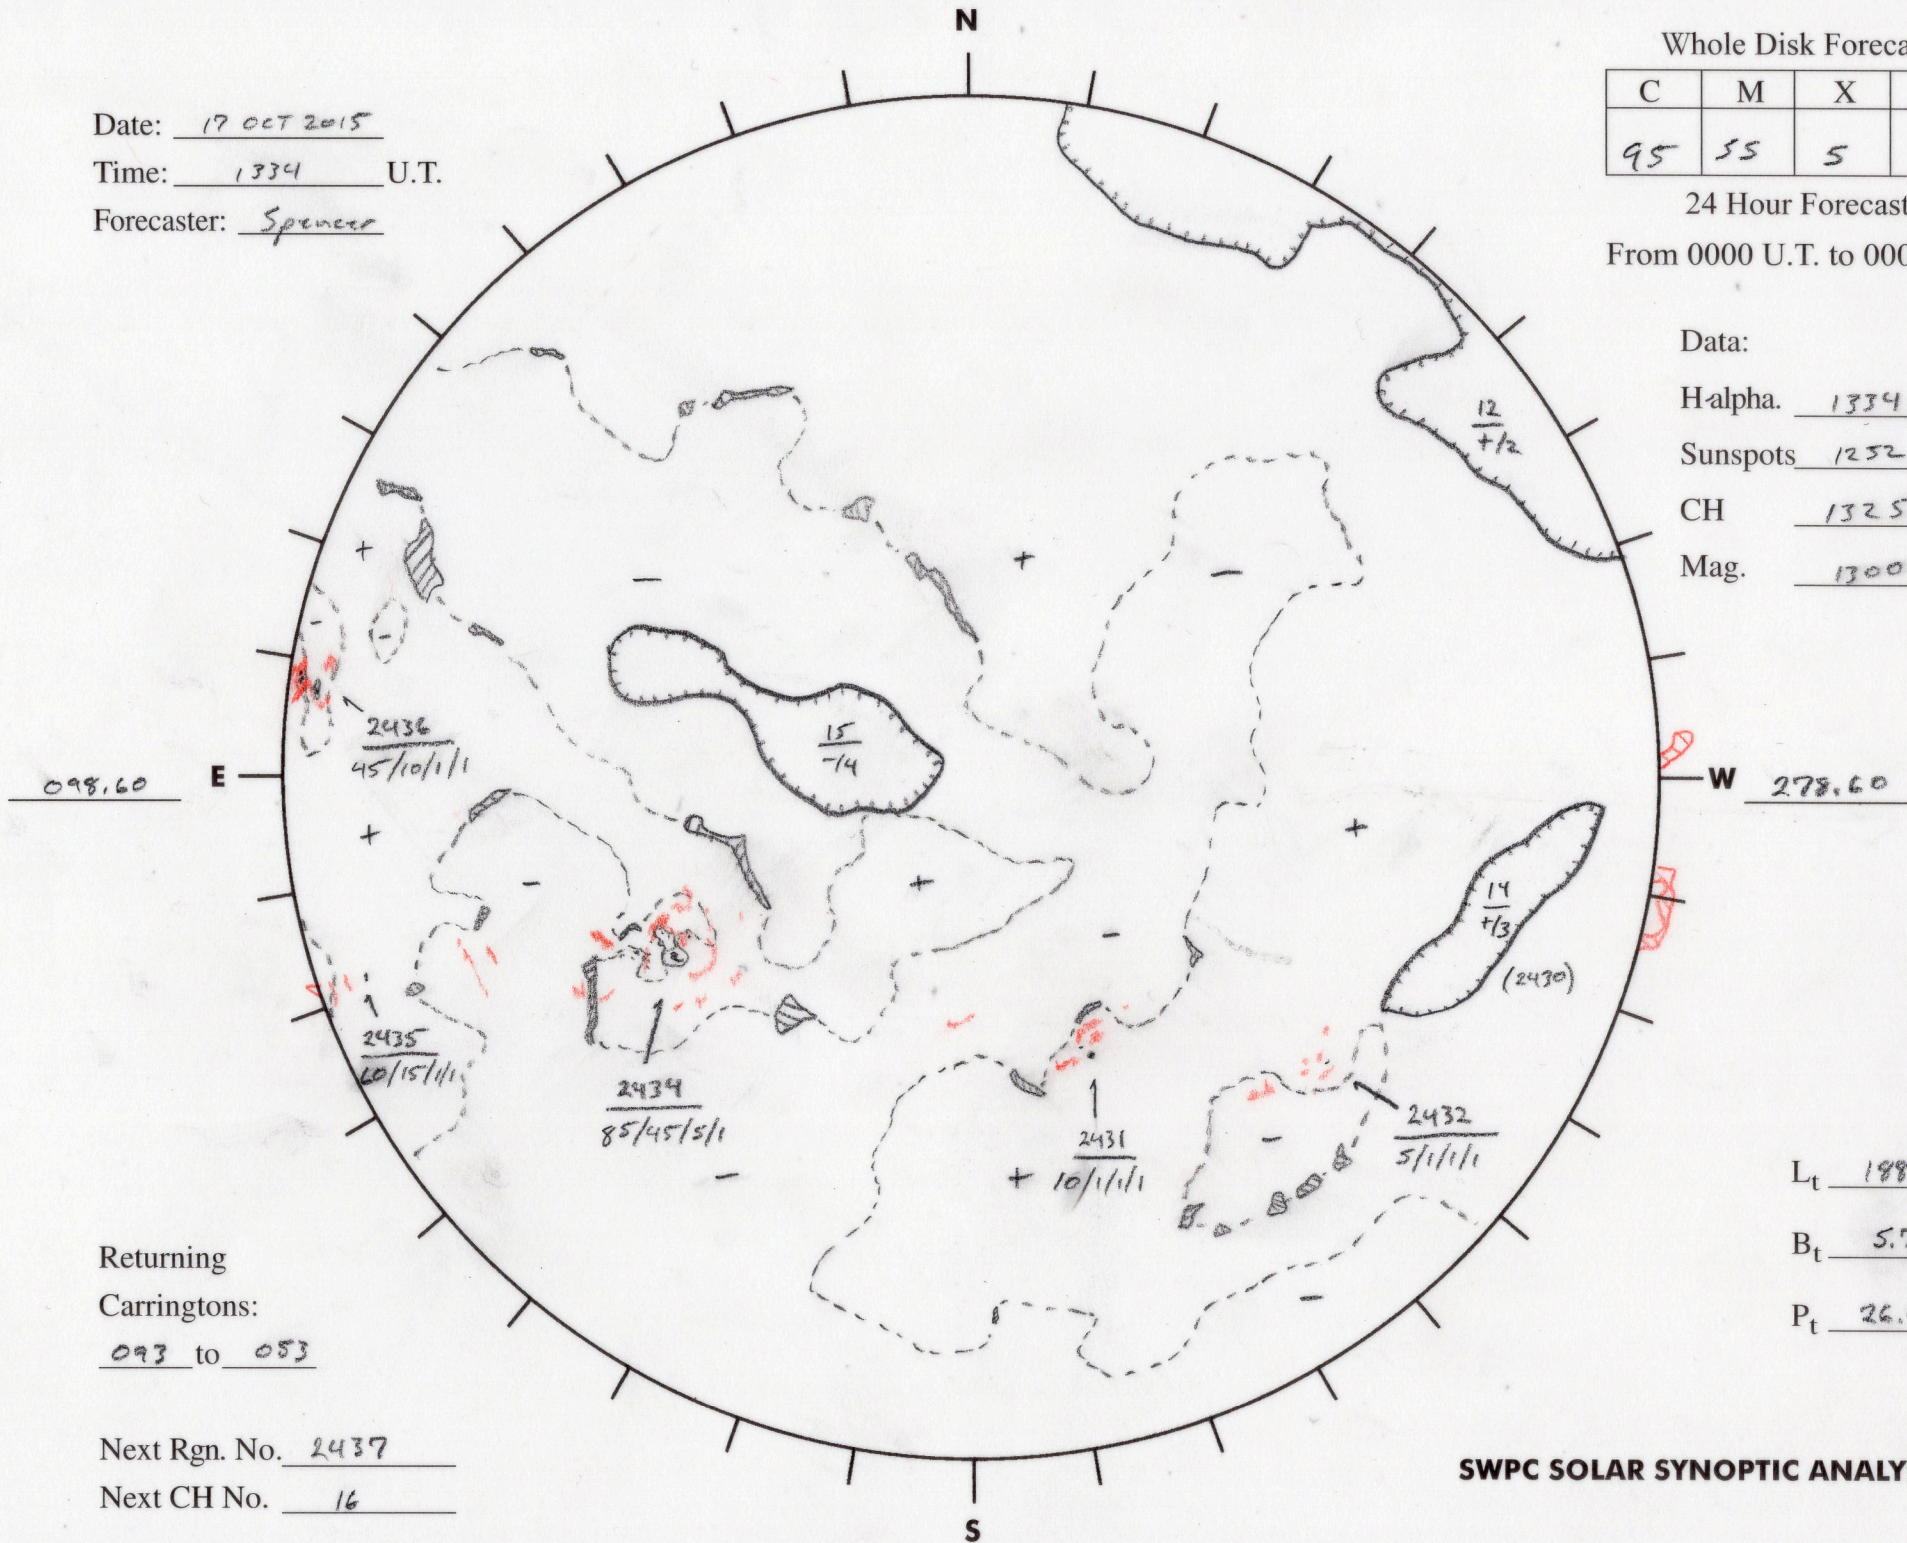 N
Whole Disk Foreca
C M X
95 55 5
24 Hour Forecast
From 0000 U.T. to 000
Date: 17 OCT 2015
Time: 1334 U.T.
Forecaster: Spencer
Data:
H-alpha. 1334
Sunspots 1252
CH 1325
Mag. 1300
12
+/2
+
-
+
-
-
-
2436
45/10/1/1
15
-/4
098.60 E
W 278.60
+
-
+
-
+
14
+/3
(2430)
2435
60/15/1/1
2434
85/45/5/1
2431
10/1/1/1
2432
5/1/1/1
-
+
-
-
Lt 188
Bt 5.7
Pt 26.
Returning
Carringtons:
093 to 053
Next Rgn. No. 2437
Next CH No. 16
SWPC SOLAR SYNOPTIC ANALY
S